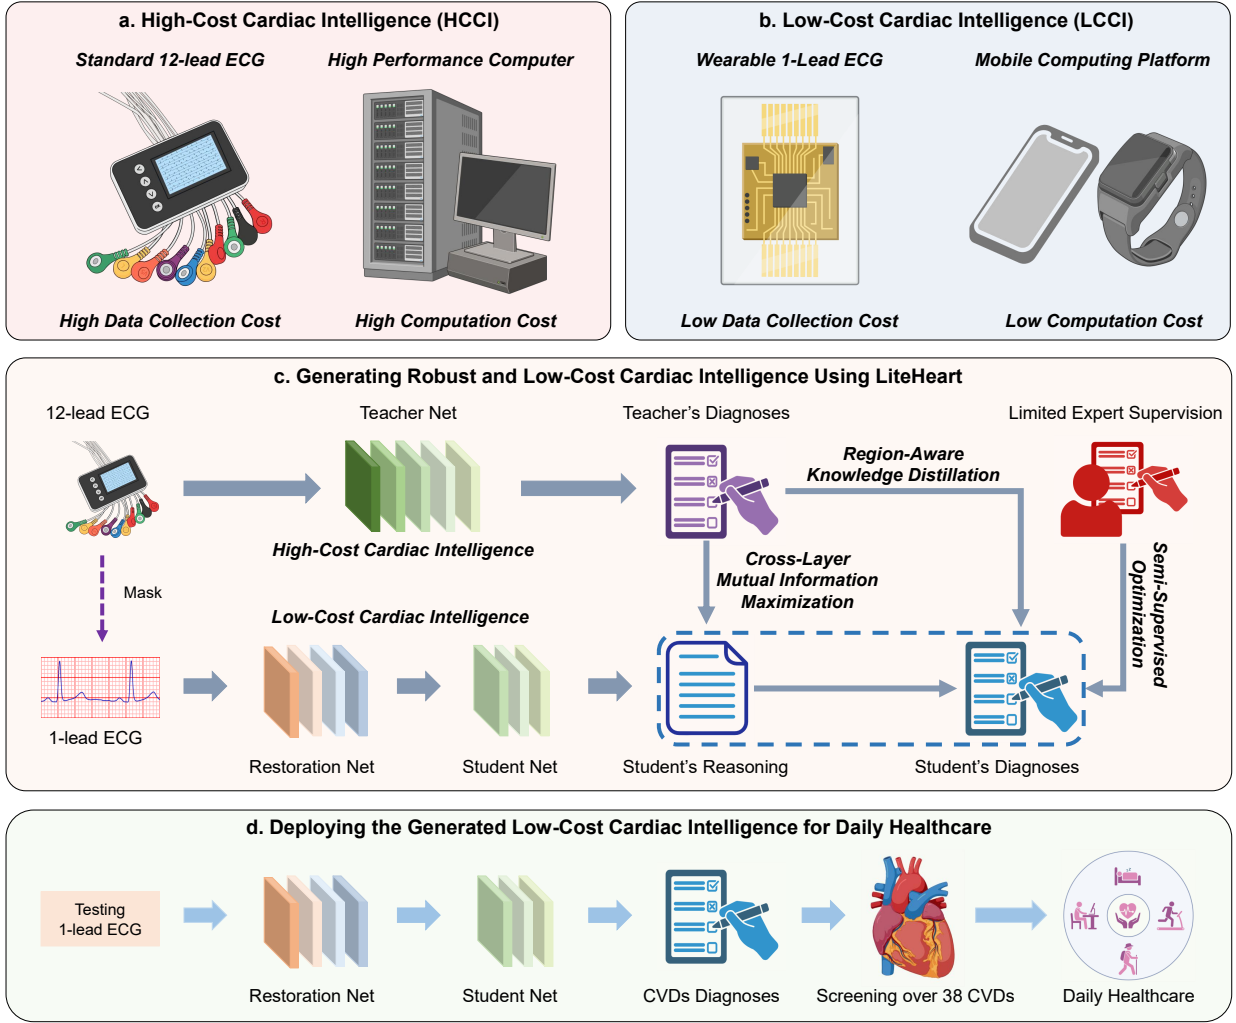 a. High-Cost Cardiac Intelligence (HCCI)
Standard 12-lead ECG
High Performance Computer
High Data Collection Cost
High Computation Cost
b. Low-Cost Cardiac Intelligence (LCCI)
Wearable 1-Lead ECG
Mobile Computing Platform
Low Data Collection Cost
Low Computation Cost
c. Generating Robust and Low-Cost Cardiac Intelligence Using LiteHeart
12-lead ECG
Teacher Net
Teacher's Diagnoses
Limited Expert Supervision
Region-Aware
Knowledge Distillation
High-Cost Cardiac Intelligence
Cross-Layer
Mutual Information
Maximization
Semi-Supervised
Optimization
Mask
Low-Cost Cardiac Intelligence
1-lead ECG
Restoration Net
Student Net
Student's Reasoning
Student's Diagnoses
d. Deploying the Generated Low-Cost Cardiac Intelligence for Daily Healthcare
Testing
1-lead ECG
Restoration Net
Student Net
CVDs Diagnoses
Screening over 38 CVDs
Daily Healthcare